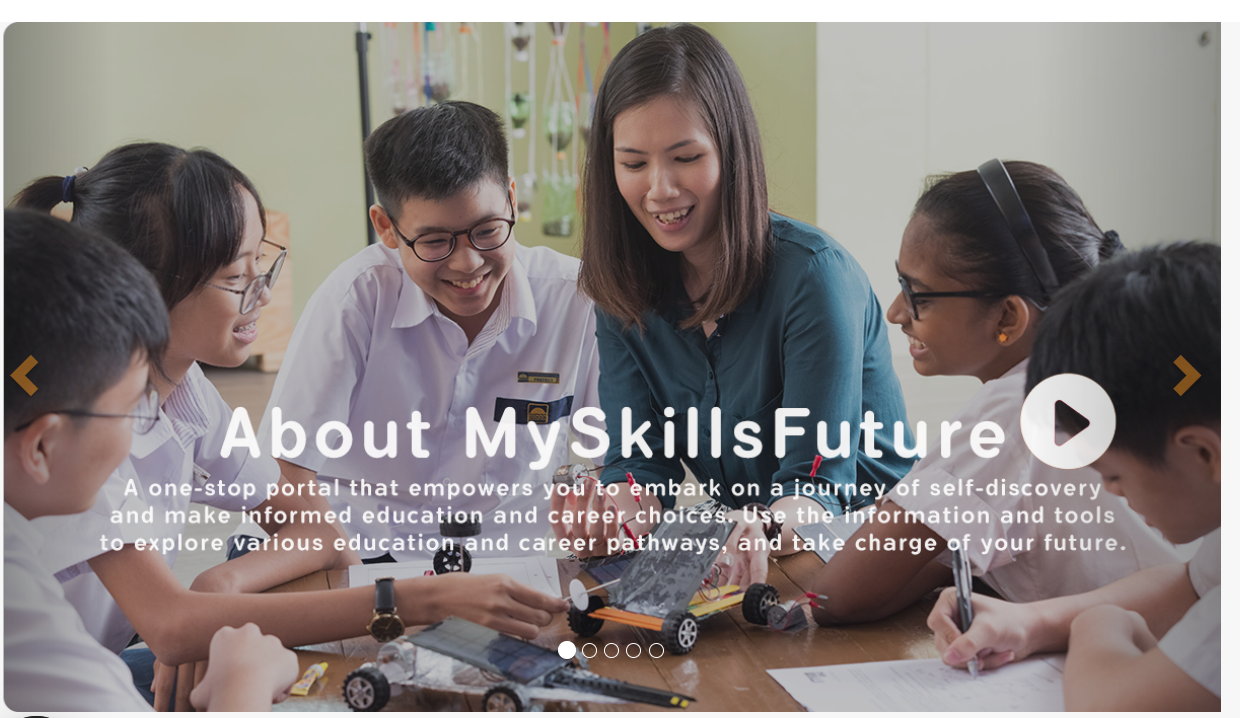 About MySkillsFuture
A one-stop portal that empowers you to embark on a journey of self-discovery
and make informed education and career choices. Use the information and tools
to explore various education and career pathways, and take charge of your future.